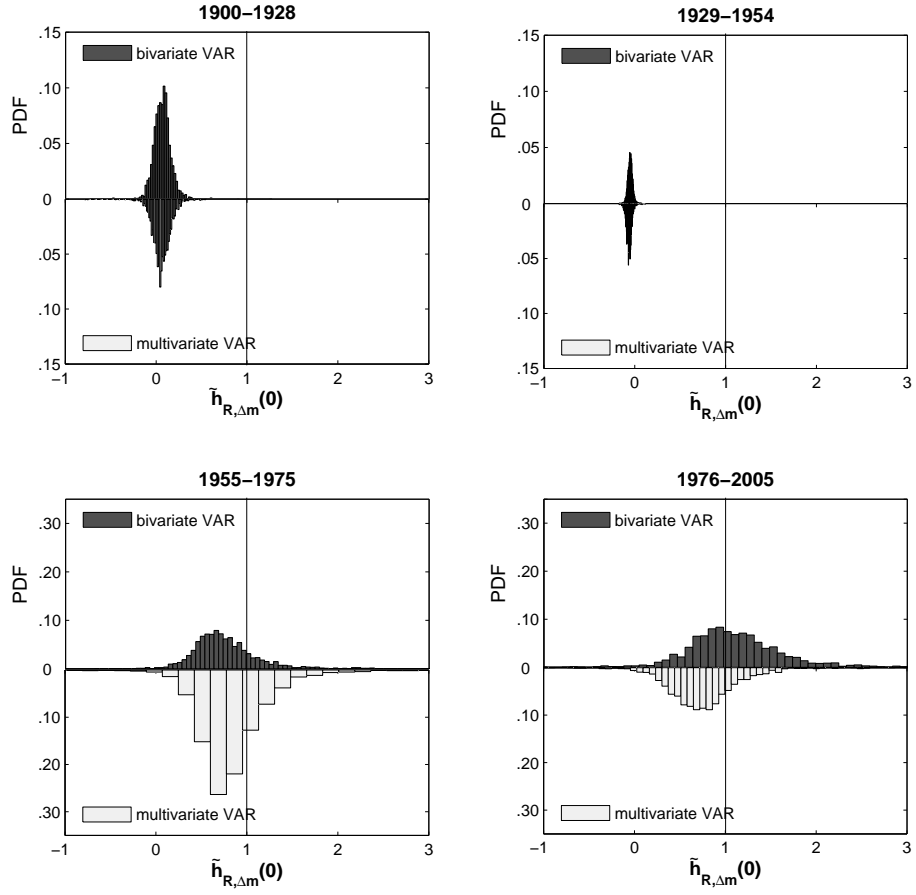 1900−1928
.15
bivariate VAR
.10
.05
0
.05
.10
multivariate VAR
.15
PDF
−1 0 1 2 3
h̃R,Δm(0)
1929−1954
.15
bivariate VAR
.10
.05
0
.05
.10
multivariate VAR
.15
PDF
−1 0 1 2 3
h̃R,Δm(0)
1955−1975
.30
bivariate VAR
.20
.10
0
.10
.20
.30
multivariate VAR
PDF
−1 0 1 2 3
h̃R,Δm(0)
1976−2005
.30
bivariate VAR
.20
.10
0
.10
.20
.30
multivariate VAR
PDF
−1 0 1 2 3
h̃R,Δm(0)